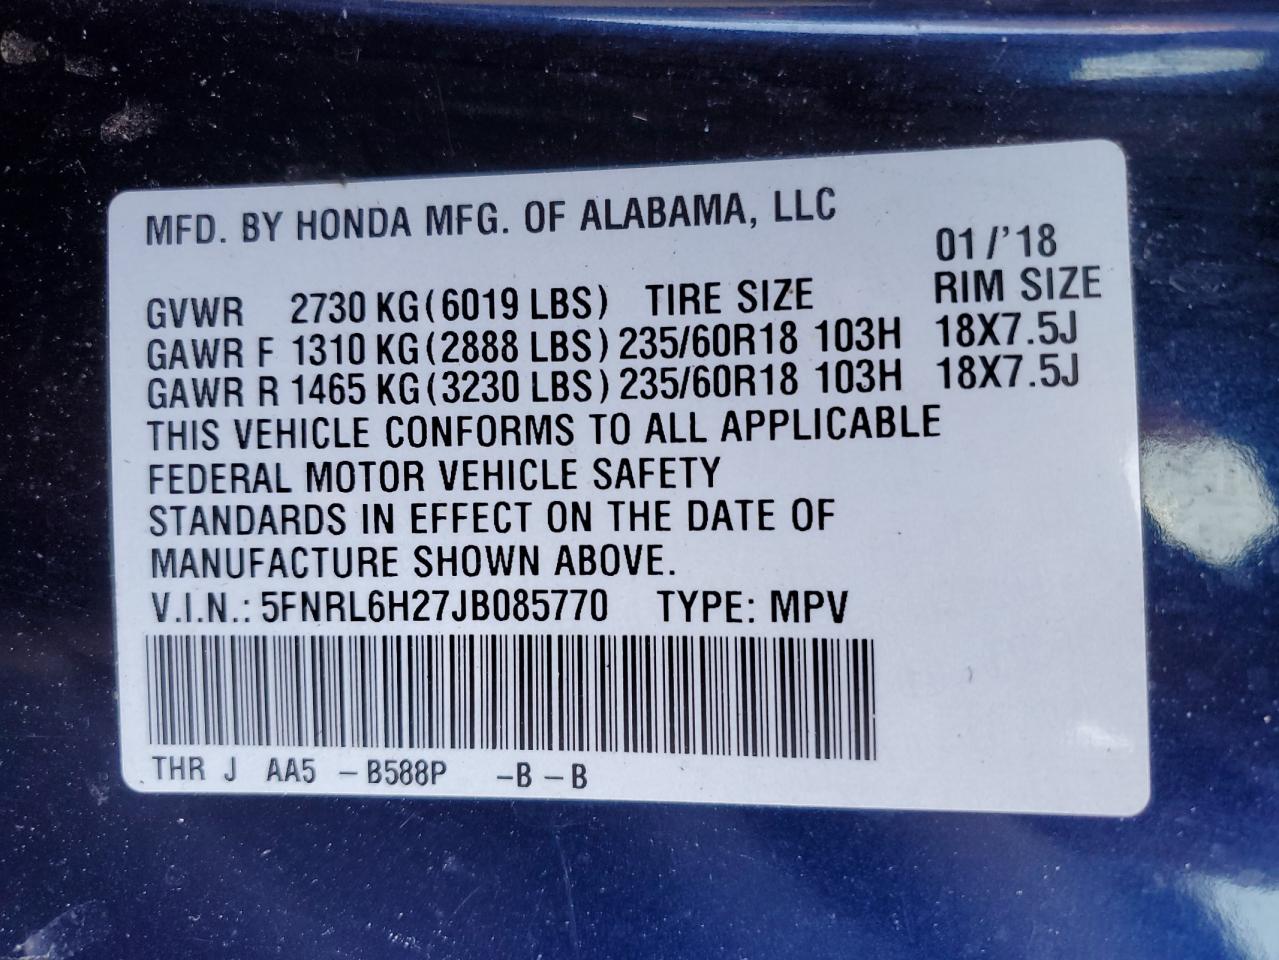 MFD. BY HONDA MFG. OF ALABAMA, LLC
01/'18
GVWR 2730 KG(6019 LBS) TIRE SIZE RIM SIZE
GAWR F 1310 KG(2888 LBS) 235/60R18 103H 18X7.5J
GAWR R 1465 KG(3230 LBS) 235/60R18 103H 18X7.5J
THIS VEHICLE CONFORMS TO ALL APPLICABLE
FEDERAL MOTOR VEHICLE SAFETY
STANDARDS IN EFFECT ON THE DATE OF
MANUFACTURE SHOWN ABOVE.
V.I.N.: 5FNRL6H27JB085770 TYPE: MPV
THR J AA5 -B588P -B -B